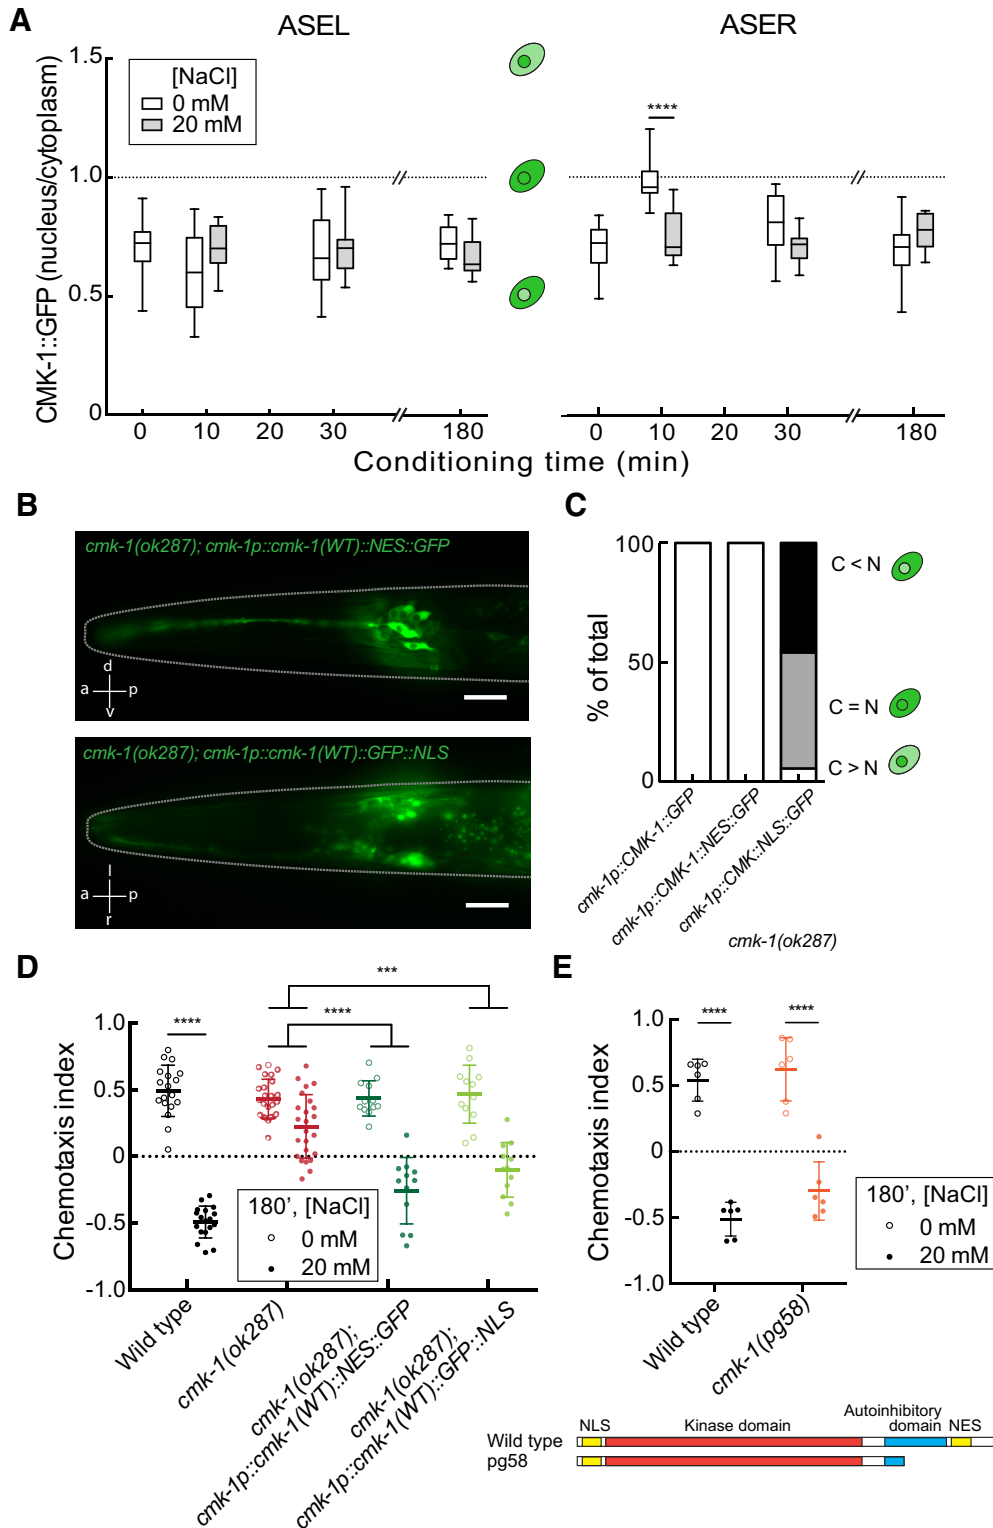 A
ASEL
ASER
CMK-1::GFP (nucleus/cytoplasm)
1.5
1.0
0.5
0
[NaCl]
0 mM
20 mM
****
0
10
20
30
180
0
10
20
30
180
Conditioning time (min)
B
cmk-1(ok287); cmk-1p::cmk-1(WT)::NES::GFP
d
a
p
v
cmk-1(ok287); cmk-1p::cmk-1(WT)::GFP::NLS
l
a
p
r
C
% of total
100
50
0
C < N
C = N
C > N
cmk-1p::CMK-1::GFP
cmk-1p::CMK-1::NES::GFP
cmk-1p::CMK::NLS::GFP
cmk-1(ok287)
D
Chemotaxis index
1.0
0.5
0
-0.5
-1.0
****
****
***
180', [NaCl]
0 mM
20 mM
Wild type
cmk-1(ok287)
cmk-1(ok287);
cmk-1p::cmk-1(WT)::NES::GFP
cmk-1(ok287);
cmk-1p::cmk-1(WT)::GFP::NLS
E
Chemotaxis index
1.0
0.5
0
-0.5
-1.0
****
****
180', [NaCl]
0 mM
20 mM
Wild type
cmk-1(pg58)
NLS
Kinase domain
Autoinhibitory
domain
NES
Wild type
pg58